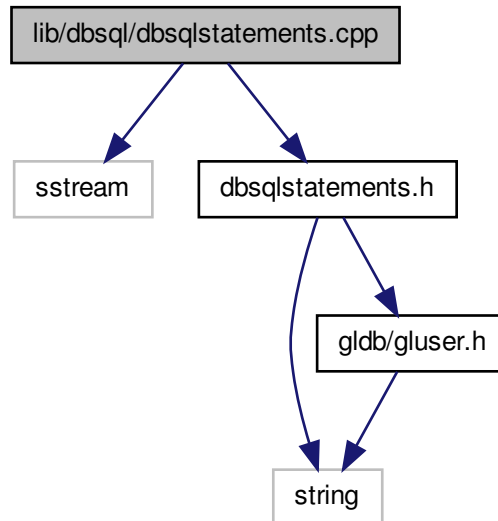 lib/dbsql/dbsqlstatements.cpp
sstream
dbsqlstatements.h
gldb/gluser.h
string